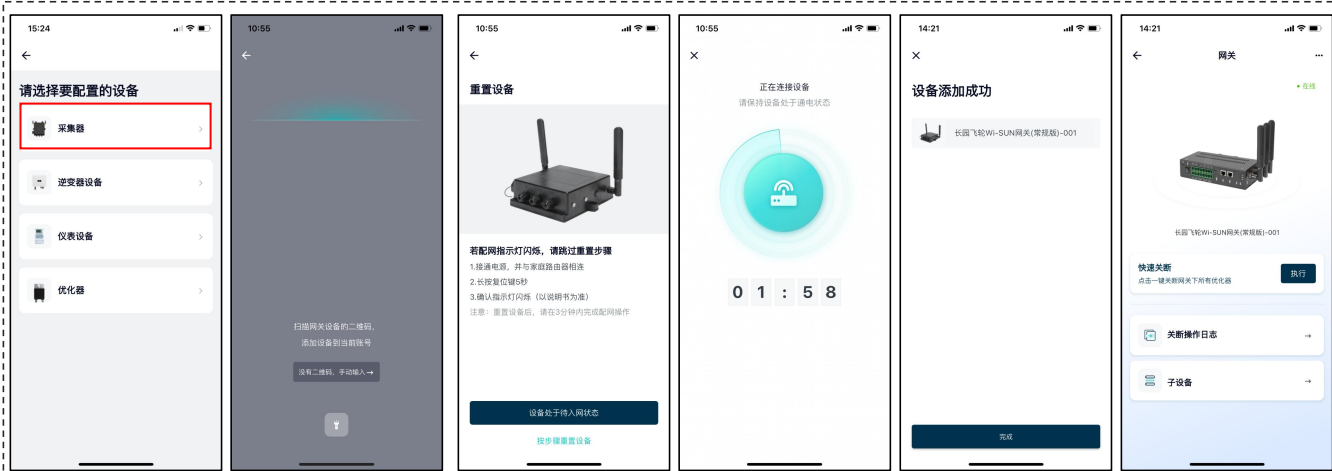 15:24
请选择要配置的设备
采集器
逆变器设备
仪表设备
优化器
10:55
扫描网关设备的二维码,
添加设备到当前账号
没有二维码, 手动输入→
10:55
重置设备
若配网指示灯闪烁，请跳过重置步骤
1.接通电源，并与家庭路由器相连
2.长按复位键5秒
3.确认指示灯闪烁（以说明书为准）
注意：重置设备后，请在3分钟内完成配网操作
设备处于待入网状态
按步骤重置设备
10:55
正在连接设备
请保持设备处于通电状态
01:58
14:21
设备添加成功
长园飞轮Wi-SUN网关(常规版)-001
完成
14:21
网关
在线
长园飞轮Wi-SUN网关(常规版)-001
快速关断
点击一键关断网关下所有优化器
执行
关断操作日志
子设备